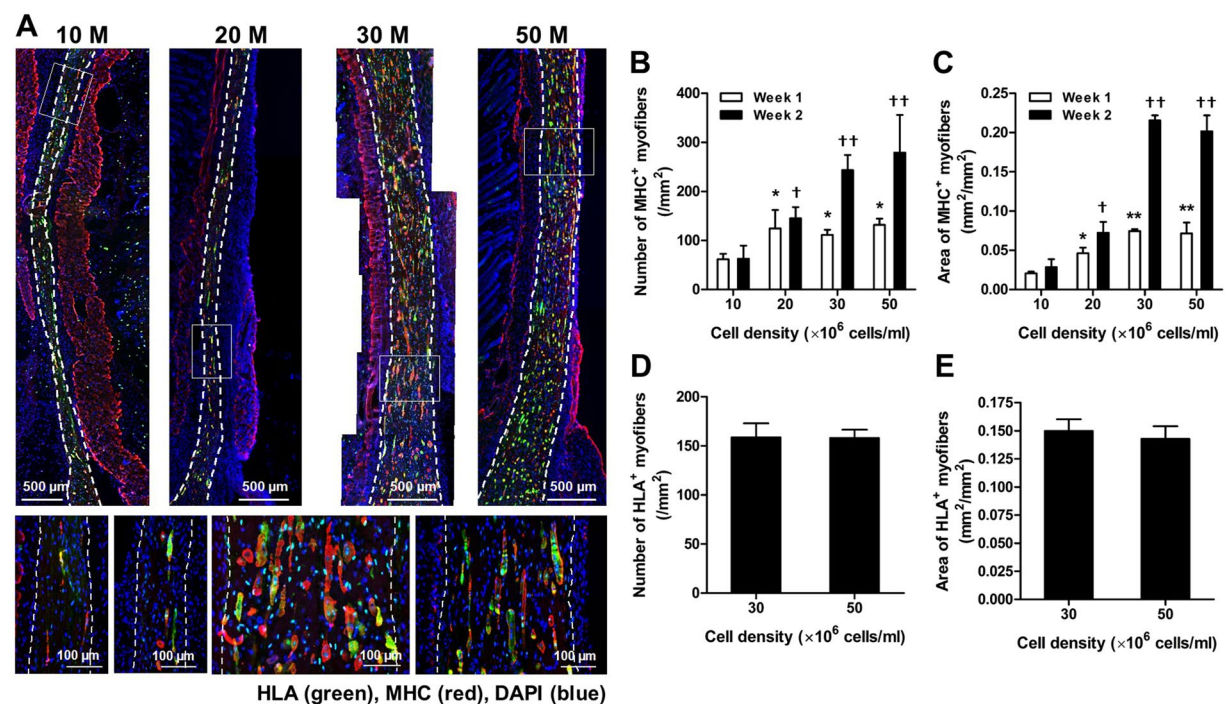 A
10 M
20 M
30 M
50 M
500 µm
500 µm
500 µm
500 µm
100 µm
100 µm
100 µm
100 µm
HLA (green), MHC (red), DAPI (blue)
B
Number of MHC⁺ myofibers
(/mm²)
400
300
200
100
0
Week 1
Week 2
*
†
*
††
*
††
10
20
30
50
Cell density (×10⁶ cells/ml)
C
Area of MHC⁺ myofibers
(mm²/mm²)
0.25
0.20
0.15
0.10
0.05
0.00
Week 1
Week 2
*
†
**
††
**
††
10
20
30
50
Cell density (×10⁶ cells/ml)
D
Number of HLA⁺ myofibers
(/mm²)
200
150
100
50
0
30
50
Cell density (×10⁶ cells/ml)
E
Area of HLA⁺ myofibers
(mm²/mm²)
0.175
0.150
0.125
0.100
0.075
0.050
0.025
0.000
30
50
Cell density (×10⁶ cells/ml)